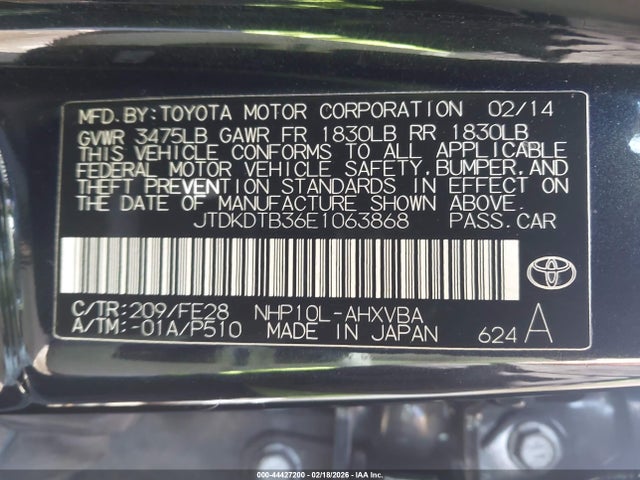 MFD.BY:TOYOTA MOTOR CORPORATION 02/14
GVWR 3475LB GAWR FR 1830LB RR 1830LB
THIS VEHICLE CONFORMS TO ALL APPLICABLE
FEDERAL MOTOR VEHICLE SAFETY,BUMPER,AND
THEFT PREVENTION STANDARDS IN EFFECT ON
THE DATE OF MANUFACTURE SHOWN ABOVE.
JTDKDTB36E1063868 PASS.CAR
C/TR:209/FE28 NHP10L-AHXVBA
A/TM:-01A/P510 MADE IN JAPAN 624 A
000-44427200 - 02/18/2026 - IAA Inc.